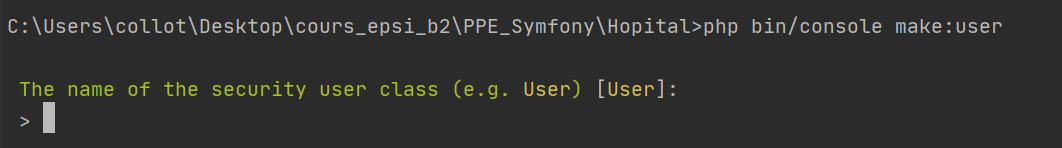 C:\Users\collot\Desktop\cours_epsi_b2\PPE_Symfony\Hopital>php bin/console make:user
The name of the security user class (e.g. User) [User]:
>